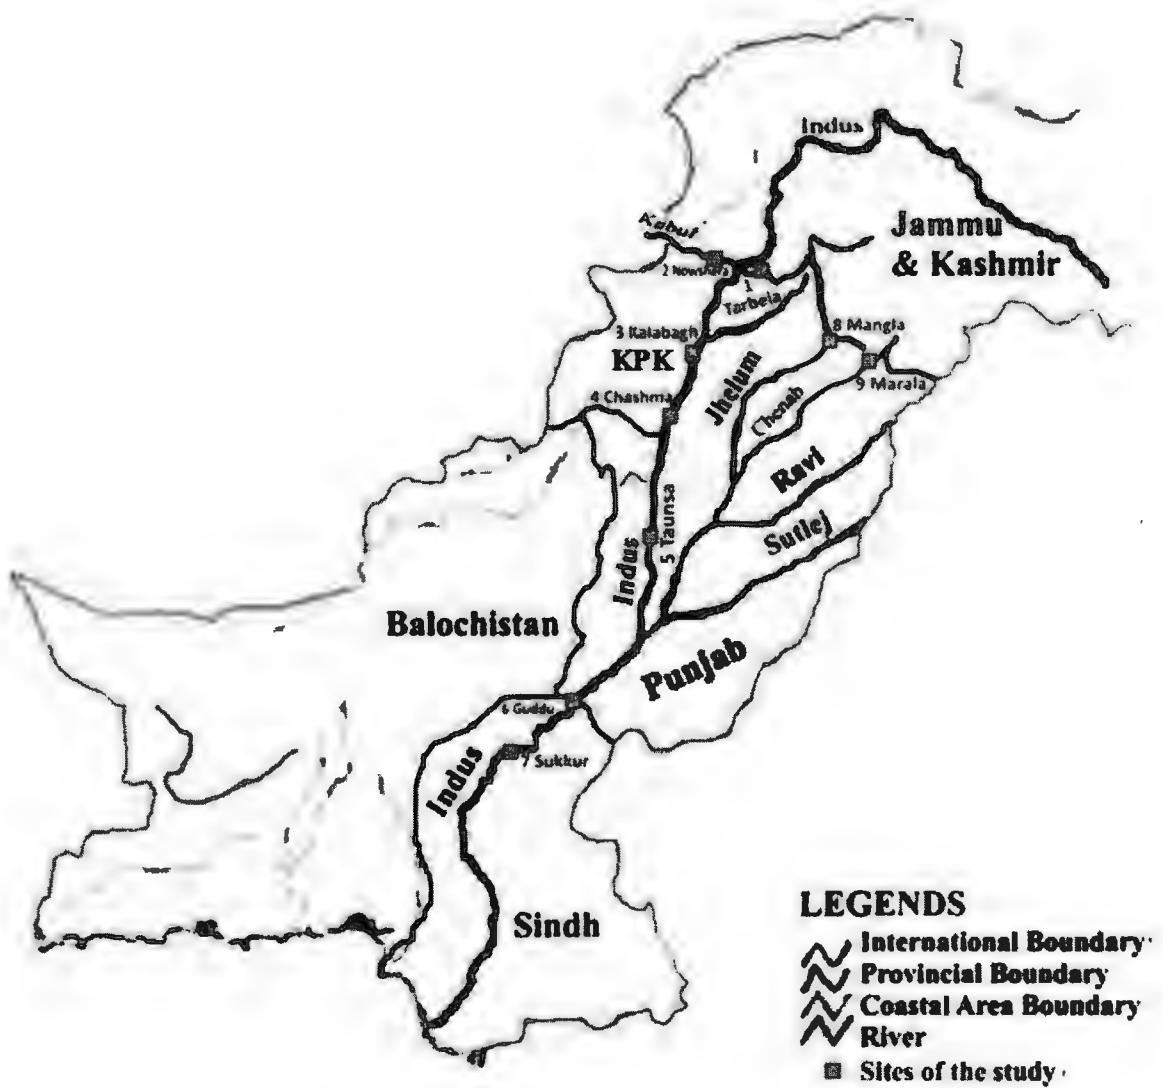 Indus
Kabul
Jammu
& Kashmir
2 Nowshera
1
Tarbela
3 Kalabagh
8 Mangla
KPK
9 Marala
4 Chashma
Jhelum
Chenab
Ravi
5 Taunsa
Sutlej
Indus
Balochistan
Punjab
6 Guddu
7 Sukkur
Indus
Sindh
LEGENDS
International Boundary
Provincial Boundary
Coastal Area Boundary
River
Sites of the study